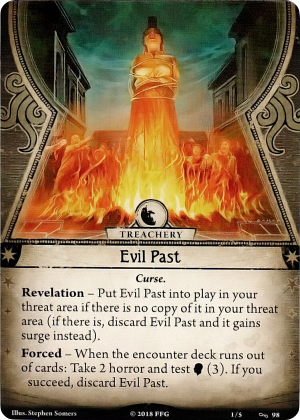 TREACHERY
Evil Past
Curse.
Revelation – Put Evil Past into play in your
threat area if there is no copy of it in your threat
area (if there is, discard Evil Past and it gains
surge instead).
Forced – When the encounter deck runs out
of cards: Take 2 horror and test (3). If you
succeed, discard Evil Past.
Illus. Stephen Somers © 2018 FFG 1/5 98